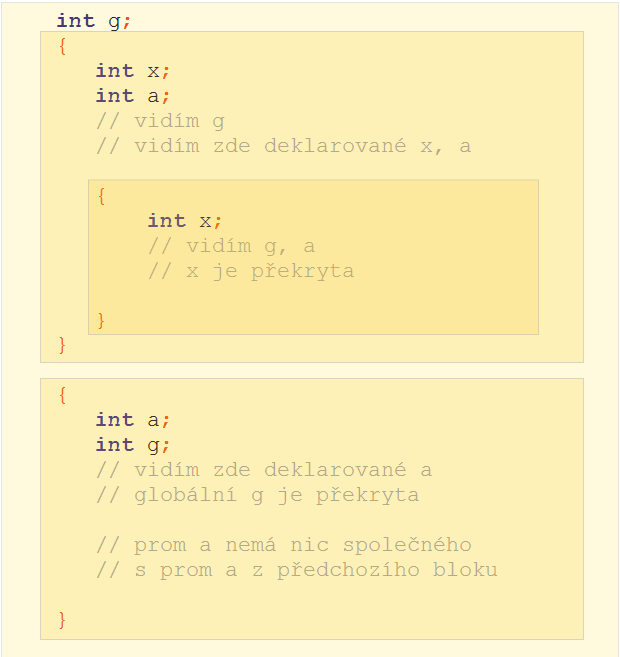 int g;
{
int x;
int a;
// vidím g
// vidím zde deklarované x, a
{
int x;
// vidím g, a
// x je překryta
}
}
{
int a;
int g;
// vidím zde deklarované a
// globální g je překryta
// prom a nemá nic společného
// s prom a z předchozího bloku
}